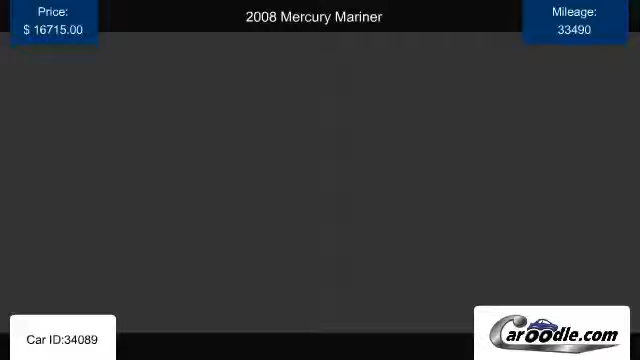 Price:
$ 16715.00
2008 Mercury Mariner
Mileage:
33490
Car ID:34089
Caroodle.com